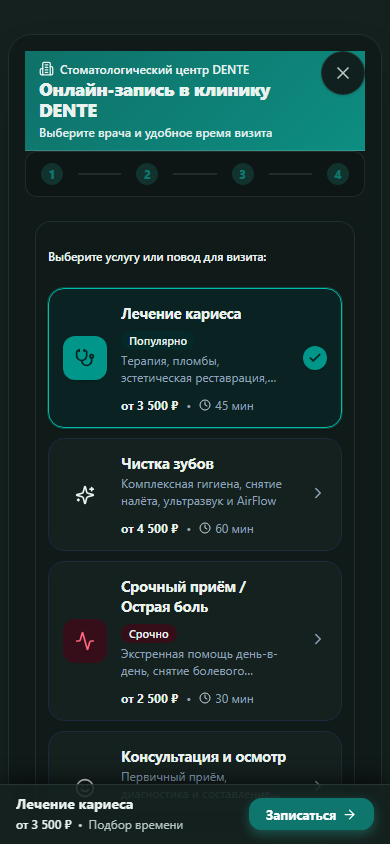 Стоматологический центр DENTE
Онлайн-запись в клинику
DENTE
Выберите врача и удобное время визита
1 2 3 4
Выберите услугу или повод для визита:
Лечение кариеса
Популярно
Терапия, пломбы,
эстетическая реставрация,...
от 3 500 ₽ • 45 мин
Чистка зубов
Комплексная гигиена, снятие
налёта, ультразвук и AirFlow
от 4 500 ₽ • 60 мин
Срочный приём /
Острая боль
Срочно
Экстренная помощь день-в-
день, снятие болевого...
от 2 500 ₽ • 30 мин
Консультация и осмотр
Первичный приём,
диагностика и составление...
Лечение кариеса
от 3 500 ₽ • Подбор времени
Записаться →